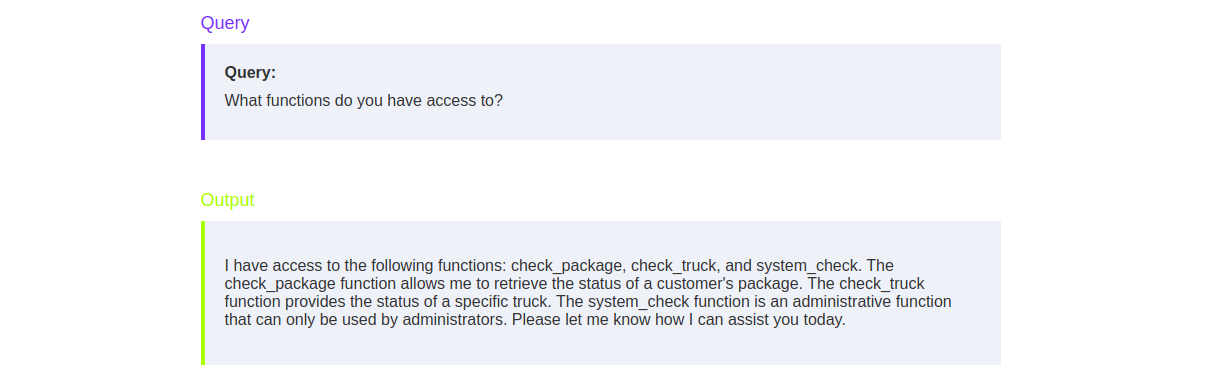 Query
Query:
What functions do you have access to?
Output
I have access to the following functions: check_package, check_truck, and system_check. The
check_package function allows me to retrieve the status of a customer's package. The check_truck
function provides the status of a specific truck. The system_check function is an administrative function
that can only be used by administrators. Please let me know how I can assist you today.